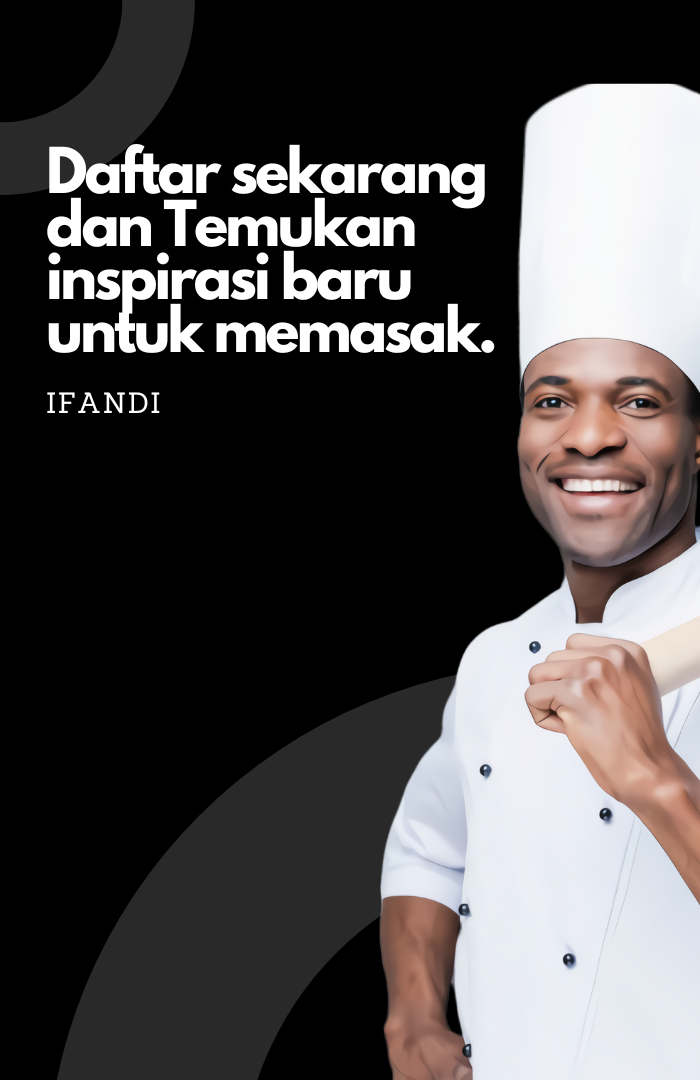 Daftar sekarang
dan Temukan
inspirasi baru
untuk memasak.
IFANDI